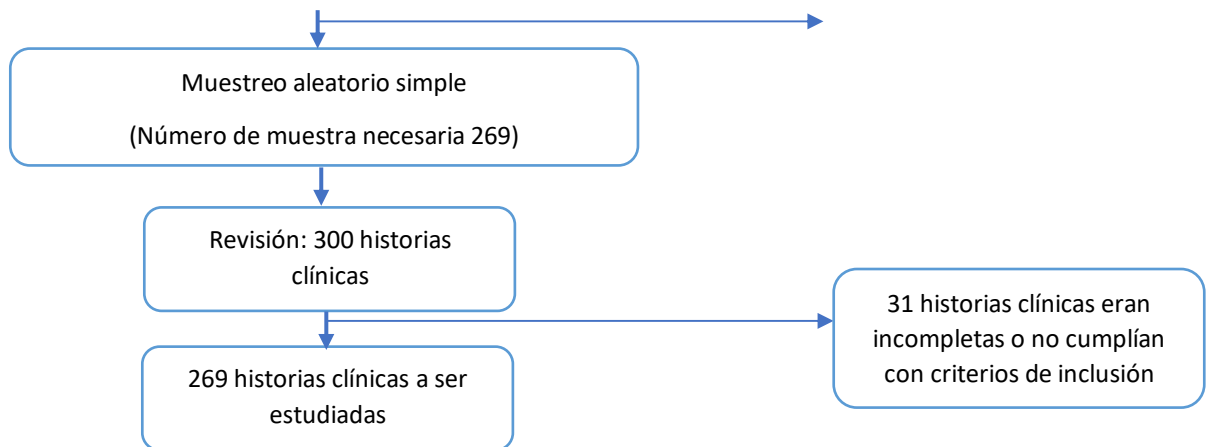 Muestreo aleatorio simple
(Número de muestra necesaria 269)
Revisión: 300 historias
clínicas
31 historias clínicas eran
incompletas o no cumplían
con criterios de inclusión
269 historias clínicas a ser
estudiadas